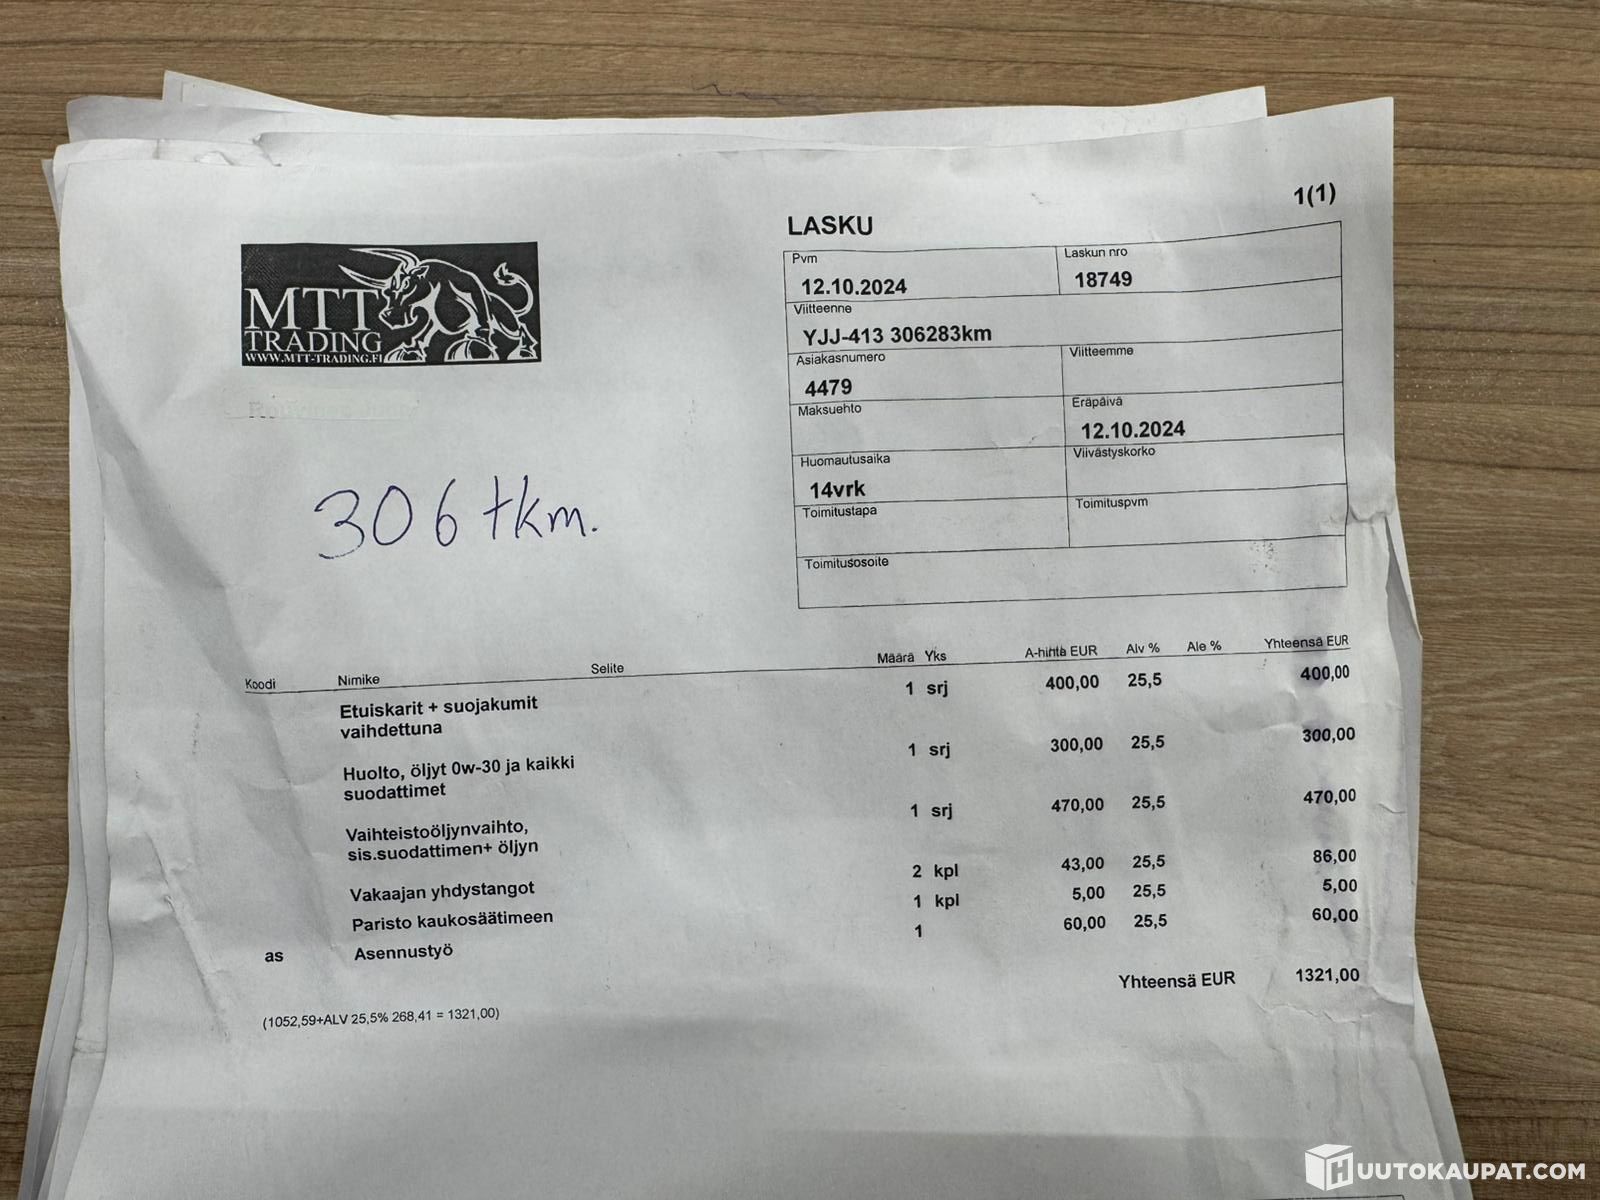 1(1)
LASKU
MTT
TRADING
WWW.MTT-TRADING.FI
Pvm
12.10.2024
Laskun nro
18749
Viitteenne
YJJ-413 306283km
Asiakasnumero
4479
Viitteemme
Maksuehto
Eräpäivä
12.10.2024
Huomautusaika
14vrk
Viivästyskorko
Toimitustapa
Toimituspvm
Toimitusosoite
306 tkm.
Koodi Nimike Selite Määrä Yks A-hinta EUR Alv % Ale % Yhteensä EUR
Etuiskarit + suojakumit 1 srj 400,00 25,5 400,00
vaihdettuna
Huolto, öljyt 0w-30 ja kaikki 1 srj 300,00 25,5 300,00
suodattimet
Vaihteistoöljynvaihto, 1 srj 470,00 25,5 470,00
sis.suodattimen+ öljyn
Vakaajan yhdystangot 2 kpl 43,00 25,5 86,00
Paristo kaukosäätimeen 1 kpl 5,00 25,5 5,00
as Asennustyö 1 60,00 25,5 60,00
Yhteensä EUR 1321,00
(1052,59+ALV 25,5% 268,41 = 1321,00)
HUUTOKAUPAT.COM